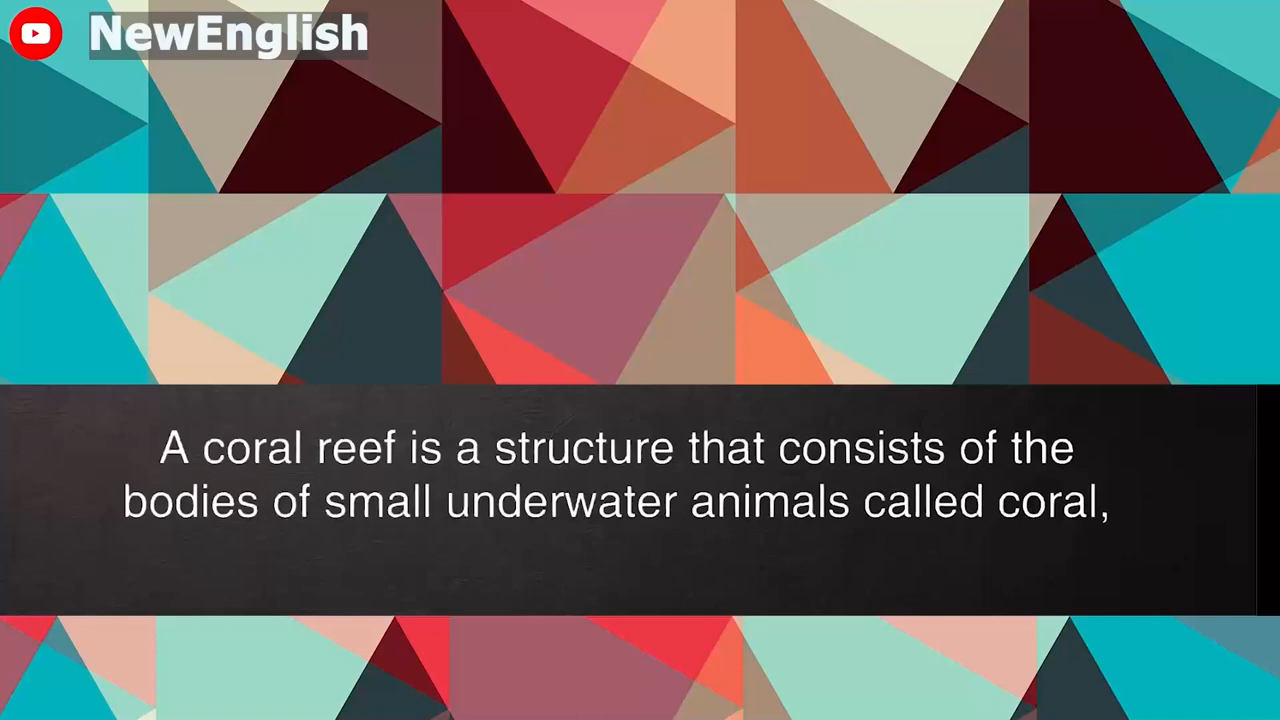 NewEnglish
A coral reef is a structure that consists of the
bodies of small underwater animals called coral,